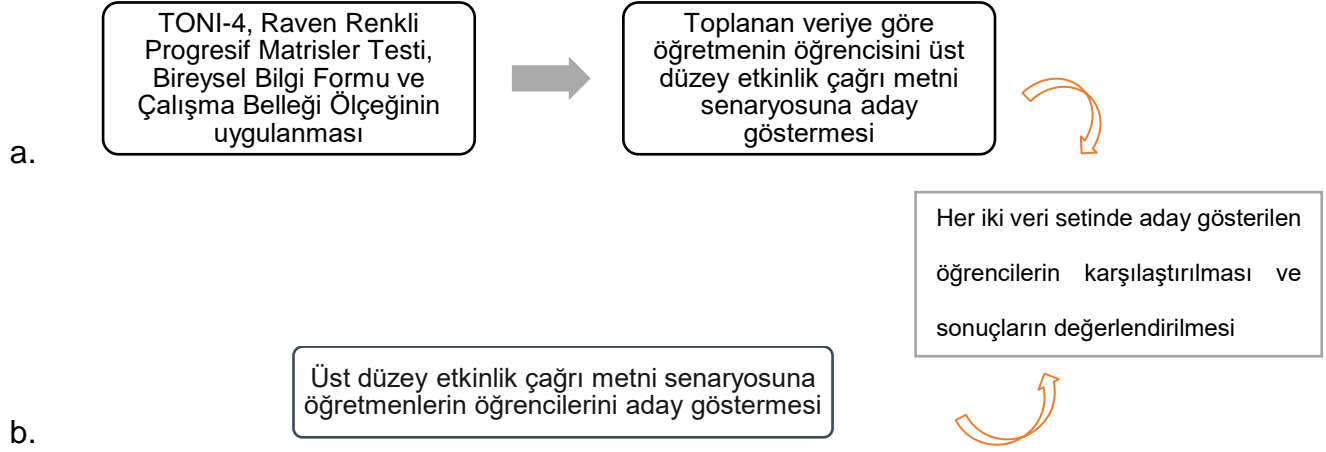 TONI-4, Raven Renkli
Progresif Matrisler Testi,
Bireysel Bilgi Formu ve
Çalışma Belleği Ölçeğinin
uygulanması
Toplanan veriye göre
öğretmenin öğrencisini üst
düzey etkinlik çağrı metni
senaryosuna aday
göstermesi
a.
Her iki veri setinde aday gösterilen
öğrencilerin karşılaştırılması ve
sonuçların değerlendirilmesi
Üst düzey etkinlik çağrı metni senaryosuna
öğretmenlerin öğrencilerini aday göstermesi
b.